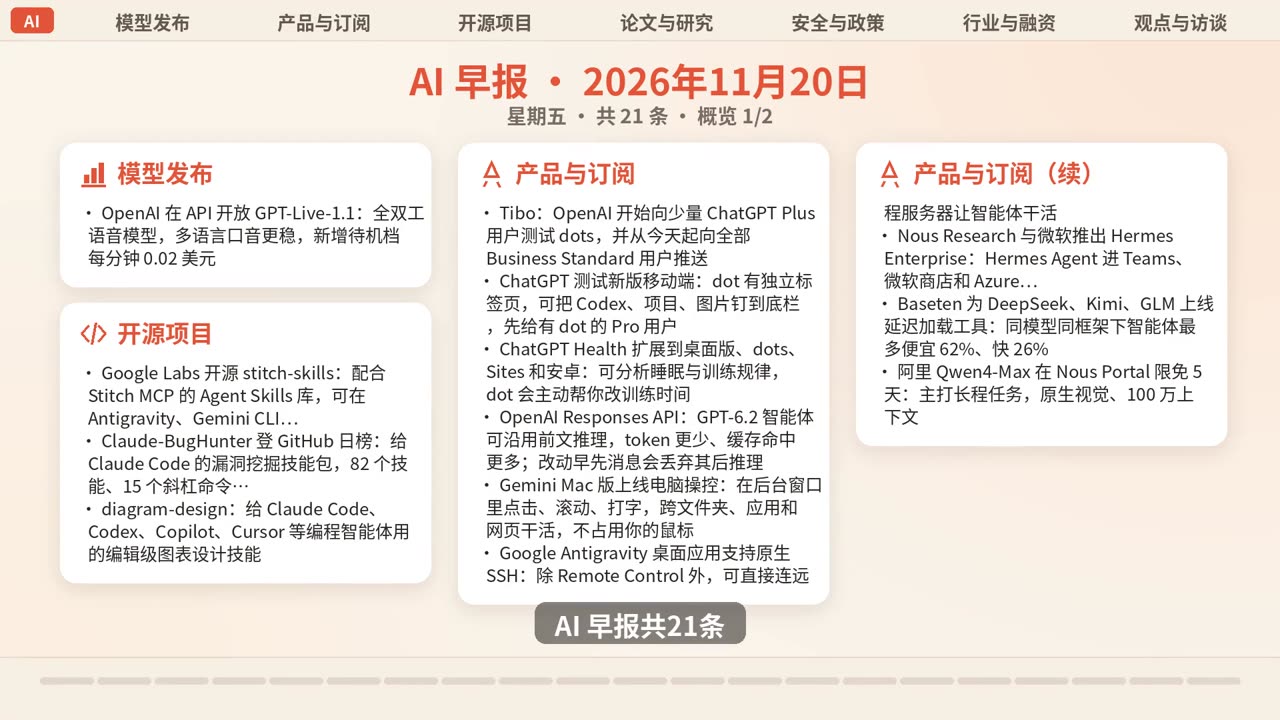 AI
模型发布
产品与订阅
开源项目
论文与研究
安全与政策
行业与融资
观点与访谈
AI 早报 • 2026年11月20日
星期五 • 共 21 条 • 概览 1/2
模型发布
• OpenAI 在 API 开放 GPT-Live-1.1：全双工
语音模型，多语言口音更稳，新增待机档
每分钟 0.02 美元
开源项目
• Google Labs 开源 stitch-skills：配合
Stitch MCP 的 Agent Skills 库，可在
Antigravity、Gemini CLI…
• Claude-BugHunter 登 GitHub 日榜：给
Claude Code 的漏洞挖掘技能包，82 个技
能、15 个斜杠命令…
• diagram-design：给 Claude Code、
Codex、Copilot、Cursor 等编程智能体用
的编辑级图表设计技能
产品与订阅
• Tibo：OpenAI 开始向少量 ChatGPT Plus
用户测试 dots，并从今天起向全部
Business Standard 用户推送
• ChatGPT 测试新版移动端：dot 有独立标
签页，可把 Codex、项目、图片钉到底栏
，先给有 dot 的 Pro 用户
• ChatGPT Health 扩展到桌面版、dots、
Sites 和安卓：可分析睡眠与训练规律，
dot 会主动帮你改训练时间
• OpenAI Responses API：GPT-6.2 智能体
可沿用前文推理，token 更少、缓存命中
更多；改动早先消息会丢弃其后推理
• Gemini Mac 版上线电脑操控：在后台窗口
里点击、滚动、打字，跨文件夹、应用和
网页干活，不占用你的鼠标
• Google Antigravity 桌面应用支持原生
SSH：除 Remote Control 外，可直接连远
产品与订阅（续）
程服务器让智能体干活
• Nous Research 与微软推出 Hermes
Enterprise：Hermes Agent 进 Teams、
微软商店和 Azure…
• Baseten 为 DeepSeek、Kimi、GLM 上线
延迟加载工具：同模型同框架下智能体最
多便宜 62%、快 26%
• 阿里 Qwen4-Max 在 Nous Portal 限免 5
天：主打长程任务，原生视觉、100 万上
下文
AI 早报共21条